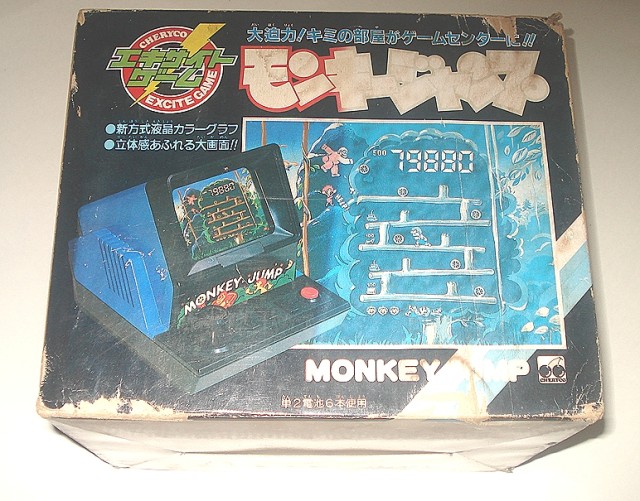 CHERYCO
エキサイト
ゲーム
EXCITE GAME
大迫力!キミの部屋がゲームセンターに!!
モンキージャンプ
●新方式液晶カラーグラフ
●立体感あふれる大画面!!
79880
79880
MONKEY JUMP
MONKEY JUMP
CHERYCO
単2電池6本使用